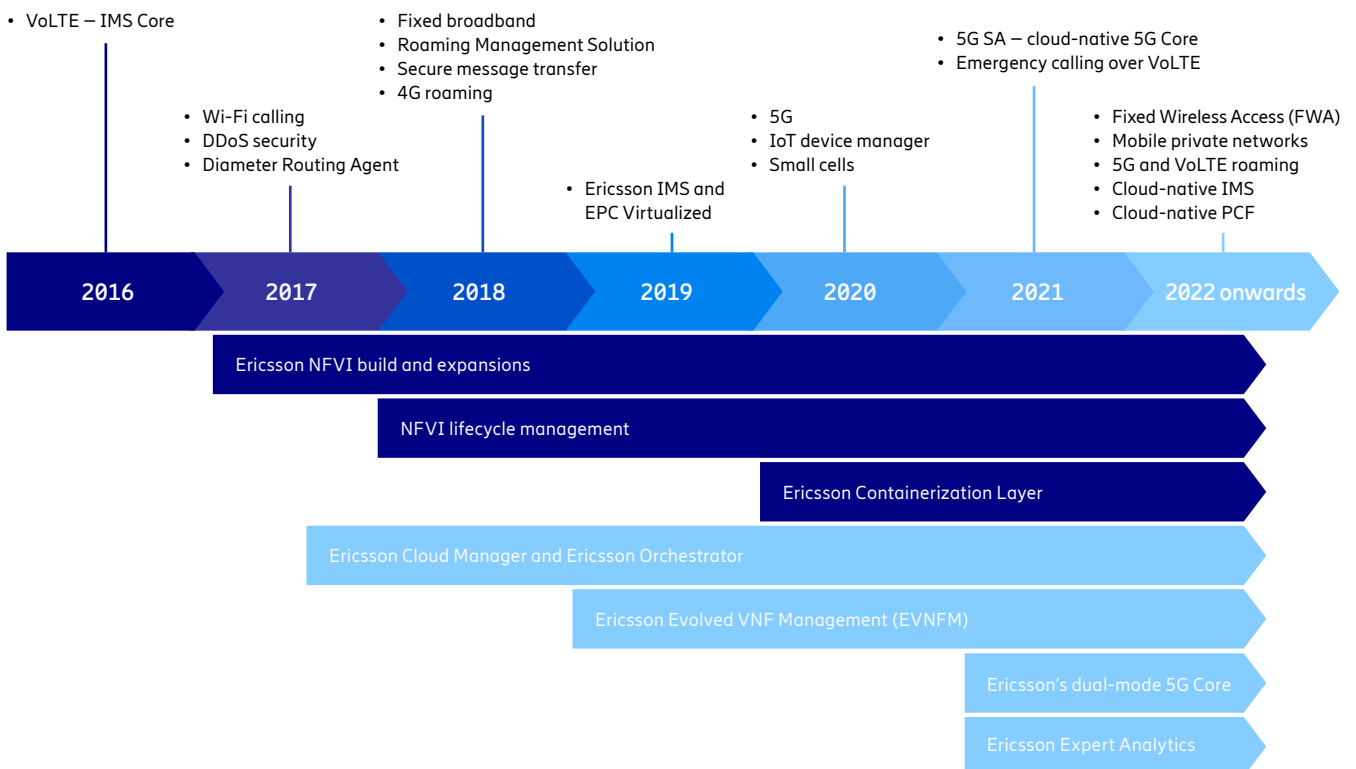 • VoLTE – IMS Core
• Wi-Fi calling
• DDoS security
• Diameter Routing Agent
• Fixed broadband
• Roaming Management Solution
• Secure message transfer
• 4G roaming
• Ericsson IMS and
EPC Virtualized
• 5G
• IoT device manager
• Small cells
• 5G SA – cloud-native 5G Core
• Emergency calling over VoLTE
• Fixed Wireless Access (FWA)
• Mobile private networks
• 5G and VoLTE roaming
• Cloud-native IMS
• Cloud-native PCF
2016
2017
2018
2019
2020
2021
2022 onwards
Ericsson NFVI build and expansions
NFVI lifecycle management
Ericsson Containerization Layer
Ericsson Cloud Manager and Ericsson Orchestrator
Ericsson Evolved VNF Management (EVNFM)
Ericsson's dual-mode 5G Core
Ericsson Expert Analytics